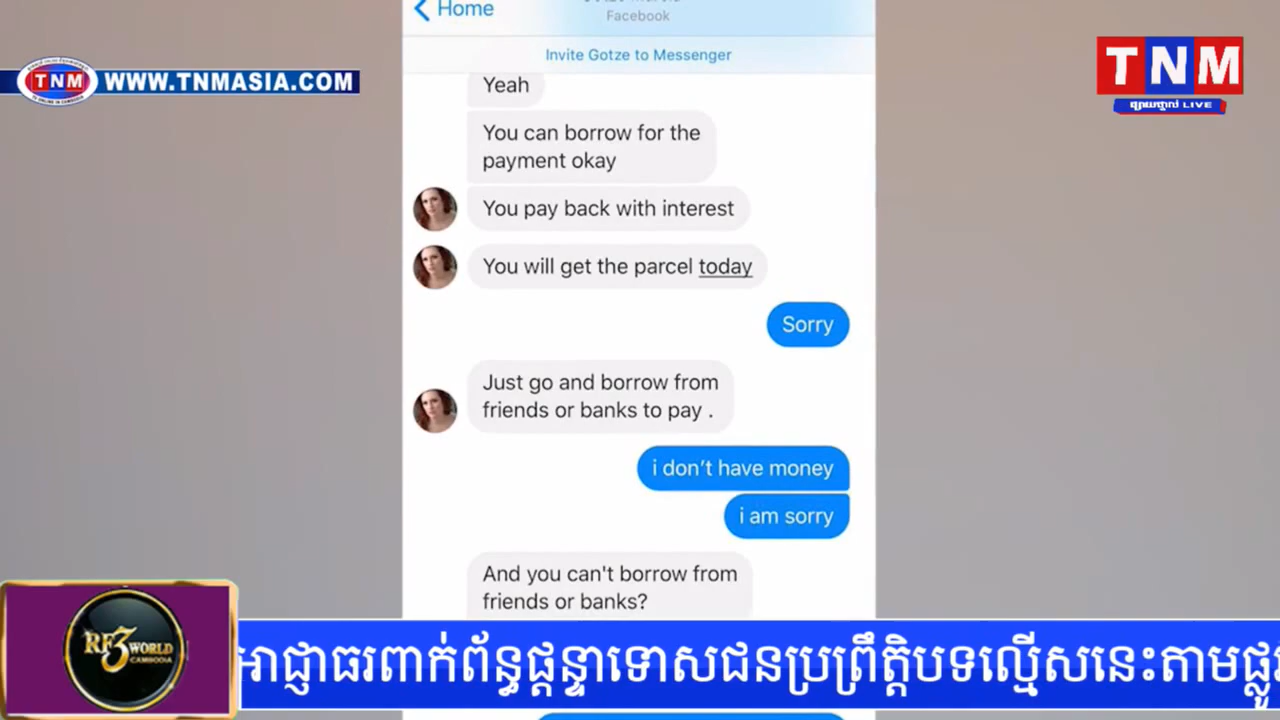 Home
Facebook
Invite Gotze to Messenger
TNM
WWW.TNMASIA.COM
TNM
LIVE
Yeah
You can borrow for the
payment okay
You pay back with interest
You will get the parcel today
Sorry
Just go and borrow from
friends or banks to pay .
i don’t have money
i am sorry
And you can't borrow from
friends or banks?
RF3 WORLD
CAMBODIA
អាជ្ញាធរពាក់ព័ន្ធផ្តន្ទាទោសជនប្រព្រឹត្តិបទល្មើសនេះតាមផ្លូវ